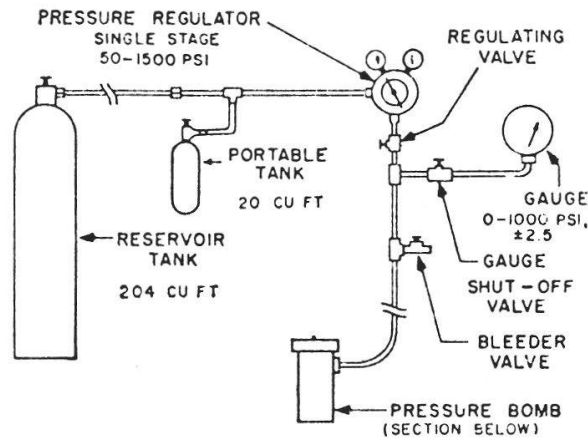 PRESSURE REGULATOR
SINGLE STAGE
50-1500 PSI
REGULATING
VALVE
PORTABLE
TANK
20 CU FT
RESERVOIR
TANK
204 CU FT
GAUGE
0-1000 PSI,
±2.5
GAUGE
SHUT-OFF
VALVE
BLEEDER
VALVE
PRESSURE BOMB
(SECTION BELOW)